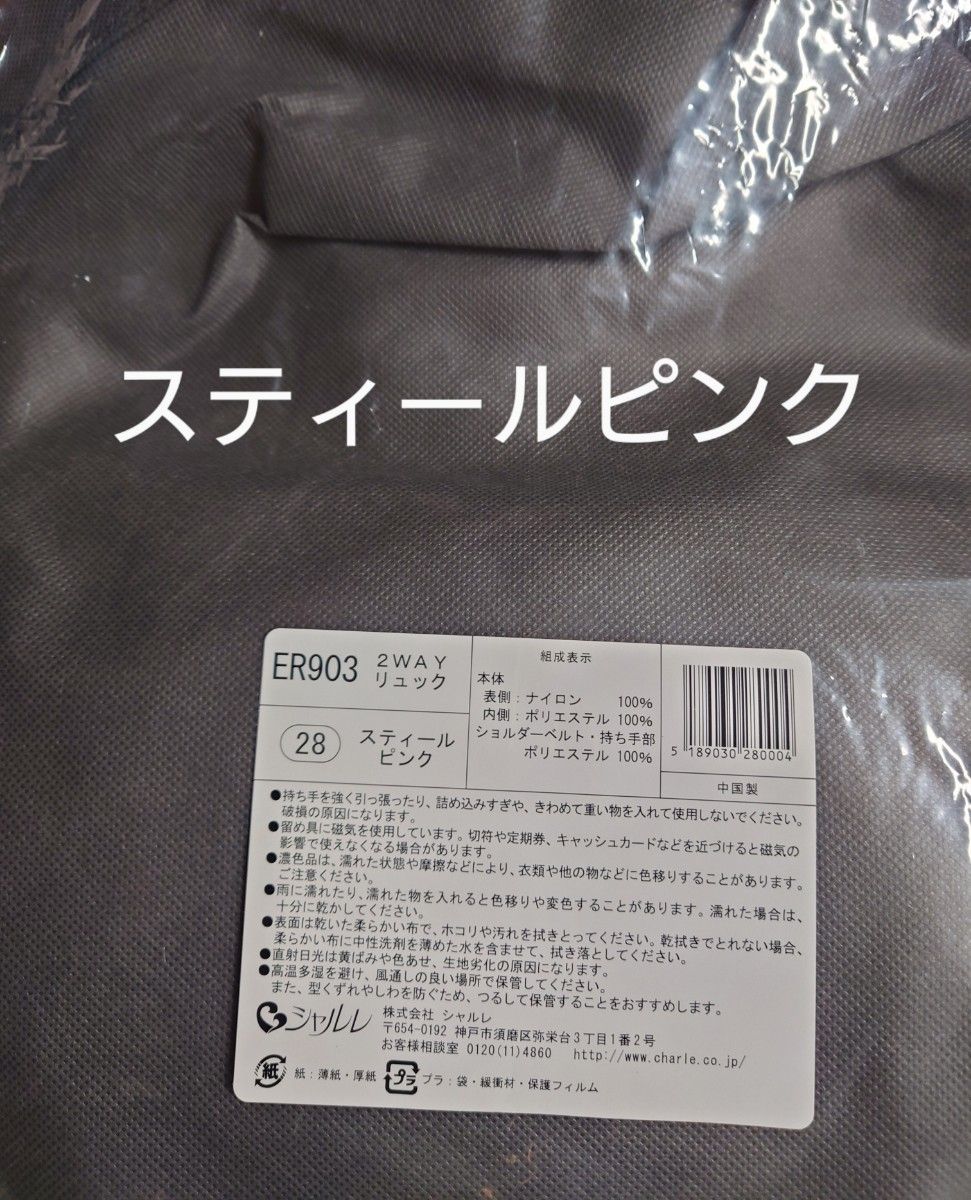 スティールピンク
ER903 2WAY
リュック
28 スティール
ピンク
組成表示
本体
表側：ナイロン 100%
内側：ポリエステル 100%
ショルダーベルト・持ち手部
ポリエステル 100%
5 189030 280004
中国製
●持ち手を強く引っ張ったり、詰め込みすぎや、きわめて重い物を入れて使用しないでください。
破損の原因になります。
●留め具に磁気を使用しています。切符や定期券、キャッシュカードなどを近づけると磁気の
影響で使えなくなる場合があります。
●濃色品は、濡れた状態や摩擦などにより、衣類や他の物などに色移りすることがあります。
ご注意ください。
●雨に濡れたり、濡れた物を入れると色移りや変色することがあります。濡れた場合は、
十分に乾かしてください。
●表面は乾いた柔らかい布で、ホコリや汚れを拭きとってください。乾拭きでとれない場合、
柔らかい布に中性洗剤を薄めた水を含ませて、拭き落としてください。
●直射日光は黄ばみや色あせ、生地劣化の原因になります。
●高温多湿を避け、風通しの良い場所で保管してください。
また、型くずれやしわを防ぐため、つるして保管することをおすすめします。
シャルレ
株式会社 シャルレ
〒654-0192 神戸市須磨区弥栄台3丁目1番2号
お客様相談室 0120(11)4860 http://www.charle.co.jp/
紙 紙：薄紙・厚紙 プラ プラ：袋・緩衝材・保護フィルム